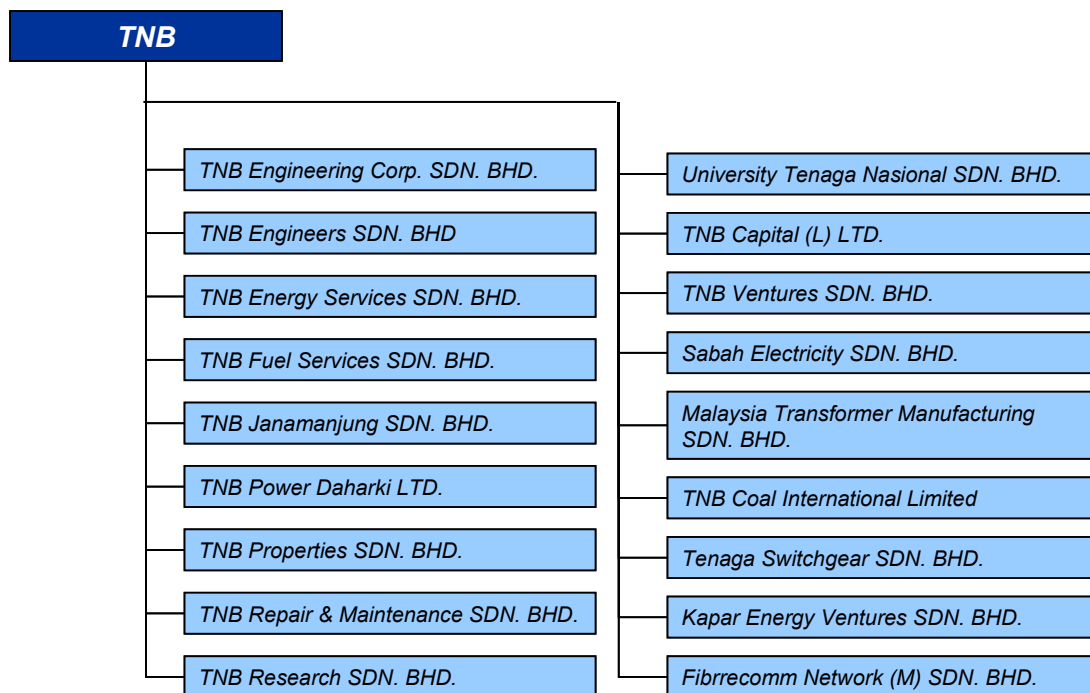 TNB
TNB Engineering Corp. SDN. BHD.
TNB Engineers SDN. BHD
TNB Energy Services SDN. BHD.
TNB Fuel Services SDN. BHD.
TNB Janamanjung SDN. BHD.
TNB Power Daharki LTD.
TNB Properties SDN. BHD.
TNB Repair & Maintenance SDN. BHD.
TNB Research SDN. BHD.
University Tenaga Nasional SDN. BHD.
TNB Capital (L) LTD.
TNB Ventures SDN. BHD.
Sabah Electricity SDN. BHD.
Malaysia Transformer Manufacturing
SDN. BHD.
TNB Coal International Limited
Tenaga Switchgear SDN. BHD.
Kapar Energy Ventures SDN. BHD.
Fibrrecomm Network (M) SDN. BHD.